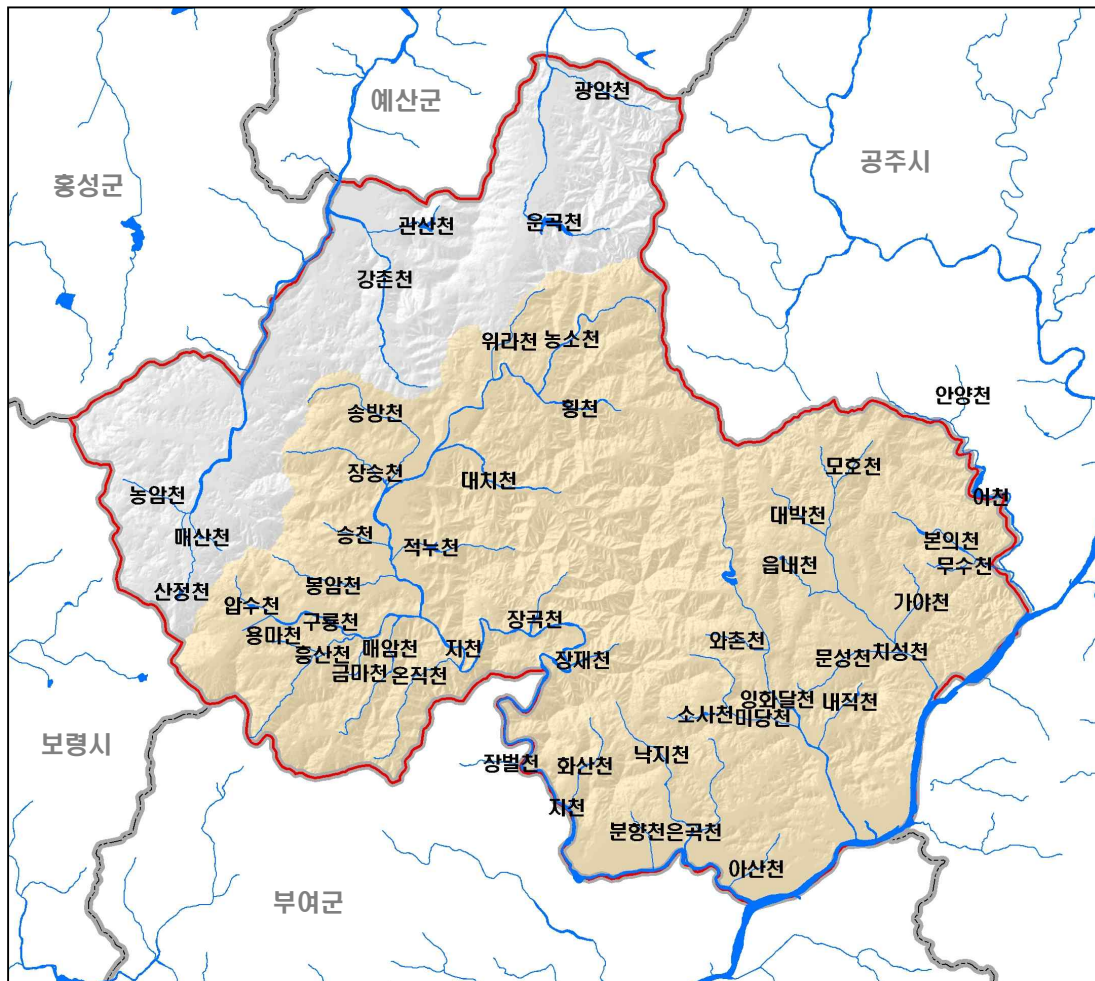 광암천
예산군
공주시
홍성군
관산천
운곡천
강촌천
위라천
농소천
안양천
송방천
횡천
장승천
대치천
모호천
농암천
어천
대박천
매산천
승천
적누천
본의천
읍내천
무수천
산정천
봉암천
압수천
가야천
구룡천
장곡천
용마천
흥산천
매암천
지천
와촌천
금마천
온직천
장재천
문성천
치성천
잉화달천
내직천
소사천
미당천
보령시
장벌천
화산천
낙지천
지천
분향천
은곡천
아산천
부여군